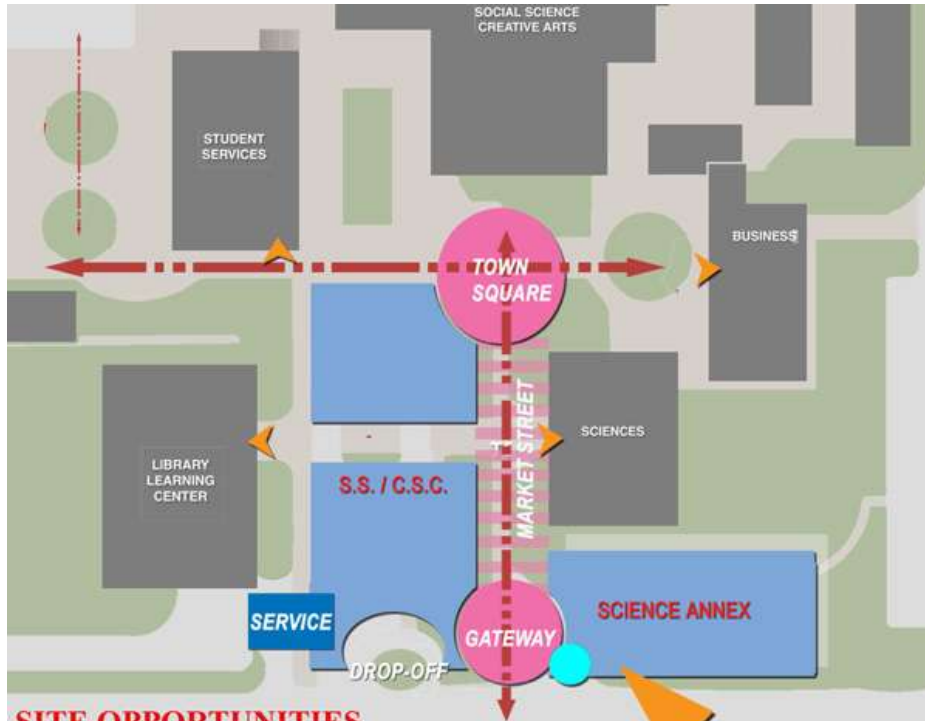 SOCIAL SCIENCE
CREATIVE ARTS
STUDENT
SERVICES
BUSINESS
TOWN
SQUARE
MARKET STREET
SCIENCES
LIBRARY
LEARNING
CENTER
S.S. / C.S.C.
SERVICE
SCIENCE ANNEX
GATEWAY
DROP-OFF
SITE OPPORTUNITIES